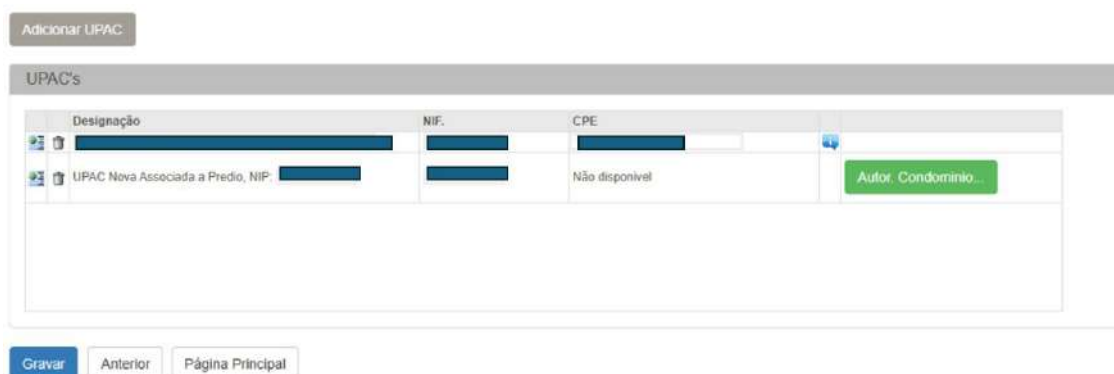 Adicionar UPAC
UPAC's
Designação NIF. CPE
UPAC Nova Associada a Predio, NIP: Não disponivel Autor. Condominio...
Gravar Anterior Página Principal